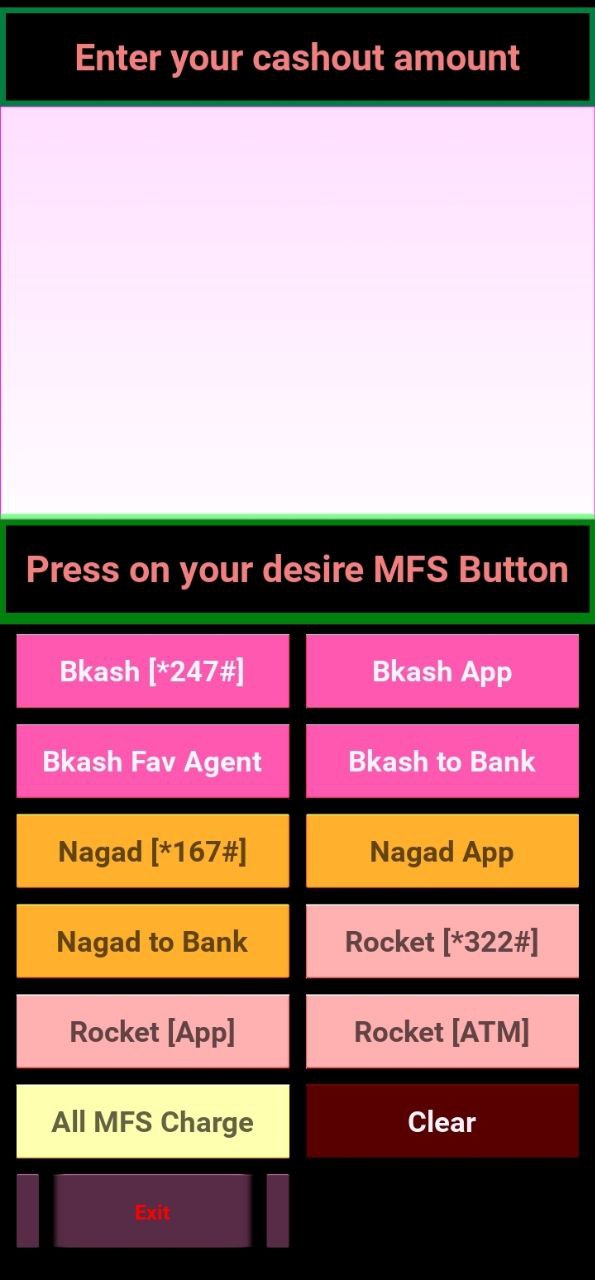 Enter your cashout amount
Press on your desire MFS Button
Bkash [*247#]
Bkash App
Bkash Fav Agent
Bkash to Bank
Nagad [*167#]
Nagad App
Nagad to Bank
Rocket [*322#]
Rocket [App]
Rocket [ATM]
All MFS Charge
Clear
Exit